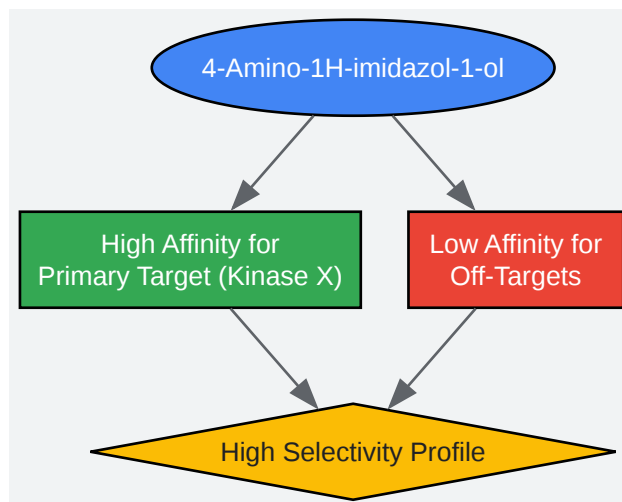 4-Amino-1H-imidazol-1-ol
High Affinity for
Primary Target (Kinase X)
Low Affinity for
Off-Targets
High Selectivity Profile